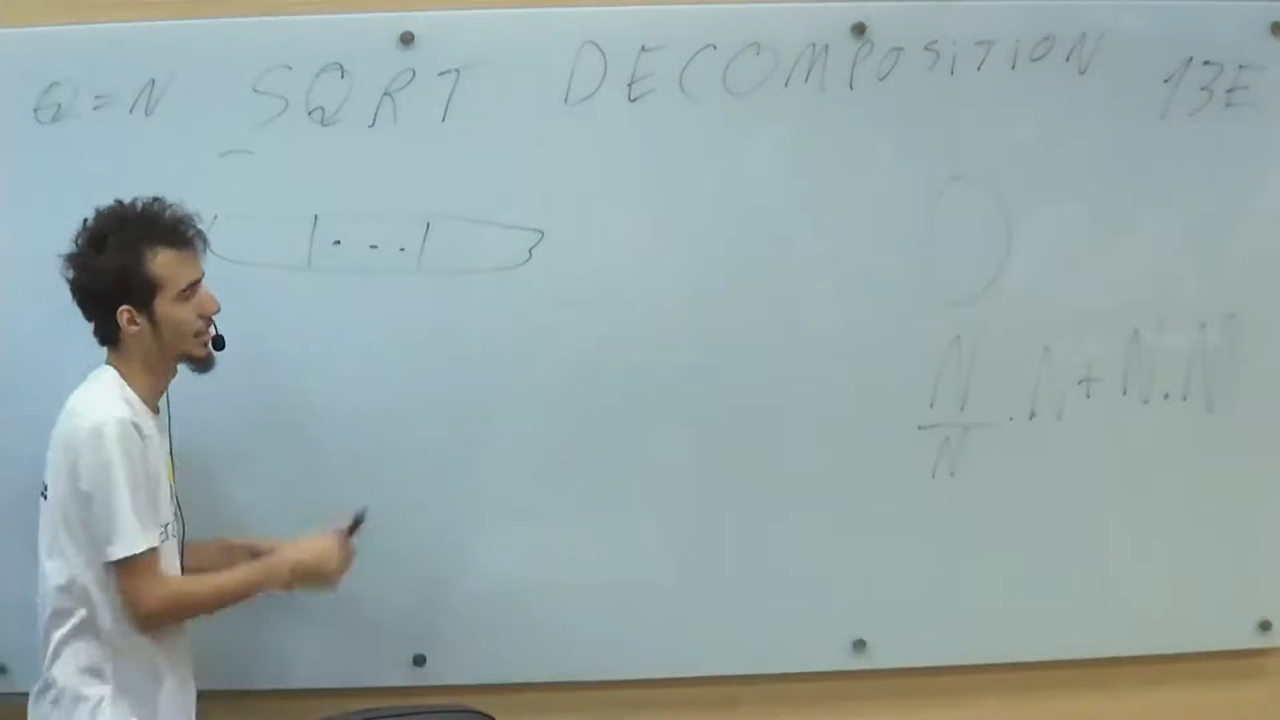 Q=N SQRT DECOMPOSiTION 13E
N/N . N + N . N